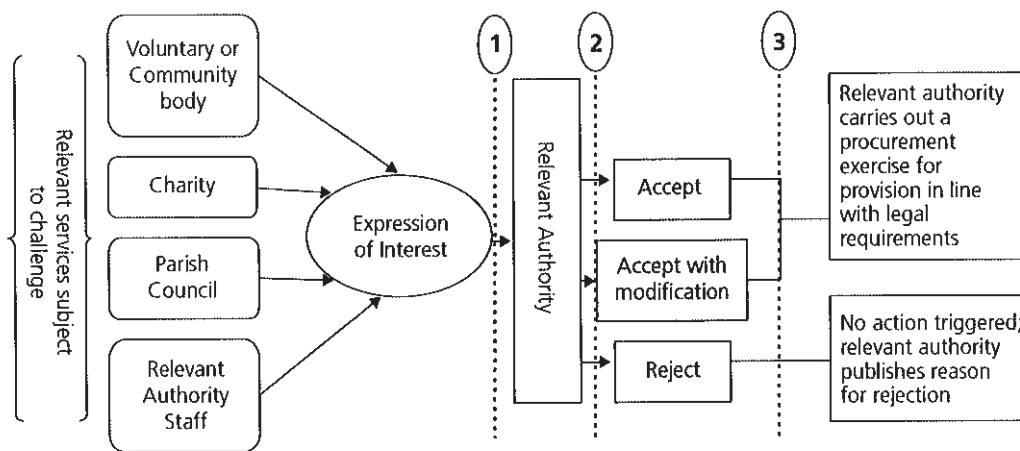 Relevant services subject
to challenge
Voluntary or
Community
body
Charity
Parish
Council
Relevant
Authority
Staff
Expression
of Interest
1
Relevant Authority
2
Accept
Accept with
modification
Reject
3
Relevant authority
carries out a
procurement
exercise for
provision in line
with legal
requirements
No action triggered;
relevant authority
publishes reason
for rejection